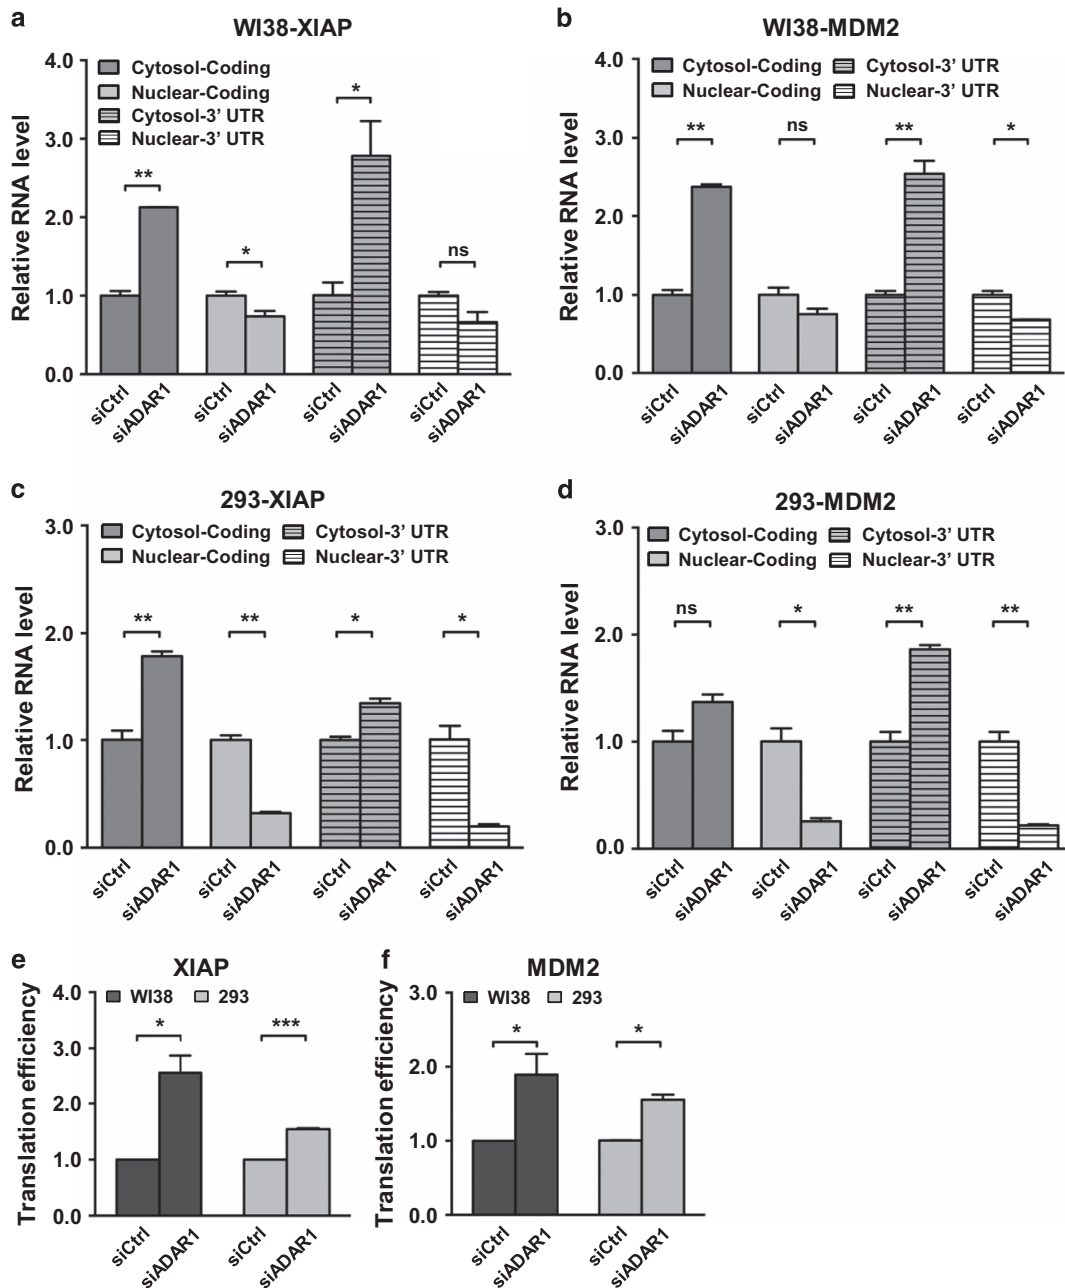 a
WI38-XIAP
4.0
3.0
2.0
1.0
0.0
Relative RNA level
Cytosol-Coding
Nuclear-Coding
Cytosol-3' UTR
Nuclear-3' UTR
**
*
*
ns
siCtrl
siADAR1
siCtrl
siADAR1
siCtrl
siADAR1
siCtrl
siADAR1
b
WI38-MDM2
4.0
3.0
2.0
1.0
0.0
Relative RNA level
Cytosol-Coding
Cytosol-3' UTR
Nuclear-Coding
Nuclear-3' UTR
**
ns
**
*
siCtrl
siADAR1
siCtrl
siADAR1
siCtrl
siADAR1
siCtrl
siADAR1
c
293-XIAP
3.0
2.0
1.0
0.0
Relative RNA level
Cytosol-Coding
Cytosol-3' UTR
Nuclear-Coding
Nuclear-3' UTR
**
**
*
*
siCtrl
siADAR1
siCtrl
siADAR1
siCtrl
siADAR1
siCtrl
siADAR1
d
293-MDM2
3.0
2.0
1.0
0.0
Relative RNA level
Cytosol-Coding
Cytosol-3' UTR
Nuclear-Coding
Nuclear-3' UTR
ns
*
**
**
siCtrl
siADAR1
siCtrl
siADAR1
siCtrl
siADAR1
siCtrl
siADAR1
e
XIAP
4.0
3.0
2.0
1.0
0.0
Translation efficiency
WI38
293
*
***
siCtrl
siADAR1
siCtrl
siADAR1
f
MDM2
3.0
2.0
1.0
0.0
Translation efficiency
WI38
293
*
*
siCtrl
siADAR1
siCtrl
siADAR1